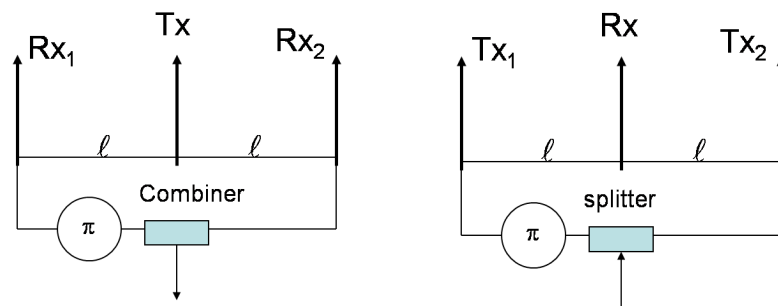 Rx₁ Tx Rx₂
ℓ ℓ
Combiner
π
Tx₁ Rx Tx₂
ℓ ℓ
splitter
π